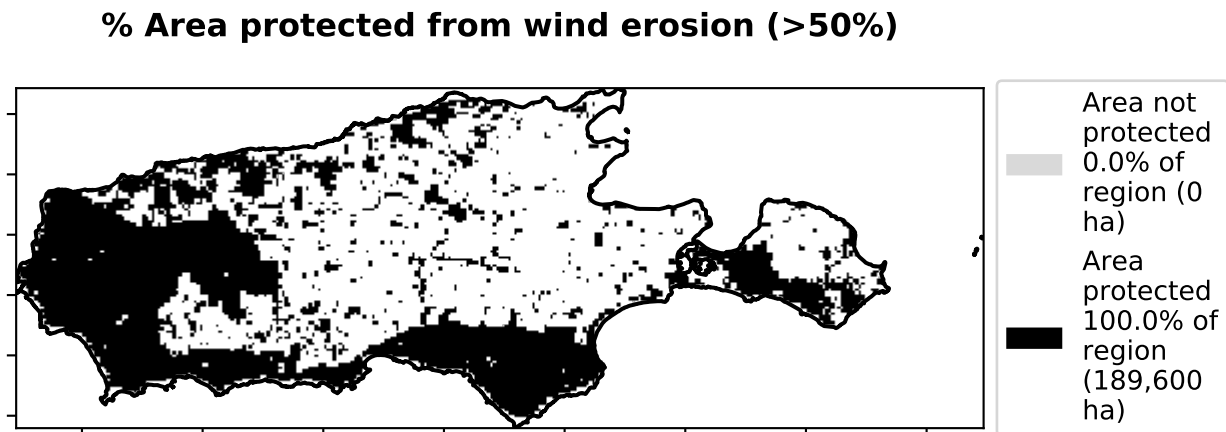 % Area protected from wind erosion (>50%)
Area not
protected
0.0% of
region (0
ha)
Area
protected
100.0% of
region
(189,600
ha)